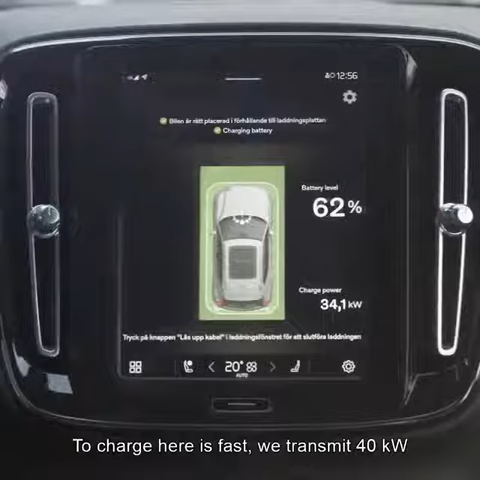 12:56
Bilen är rätt placerad i förhållande till laddningsplattan
Charging battery
Battery level
62 %
Charge power
34,1 kW
Tryck på knappen "Lås upp kabel" i laddningsfönstret för att slutföra laddningen
20°
AUTO
To charge here is fast, we transmit 40 kW